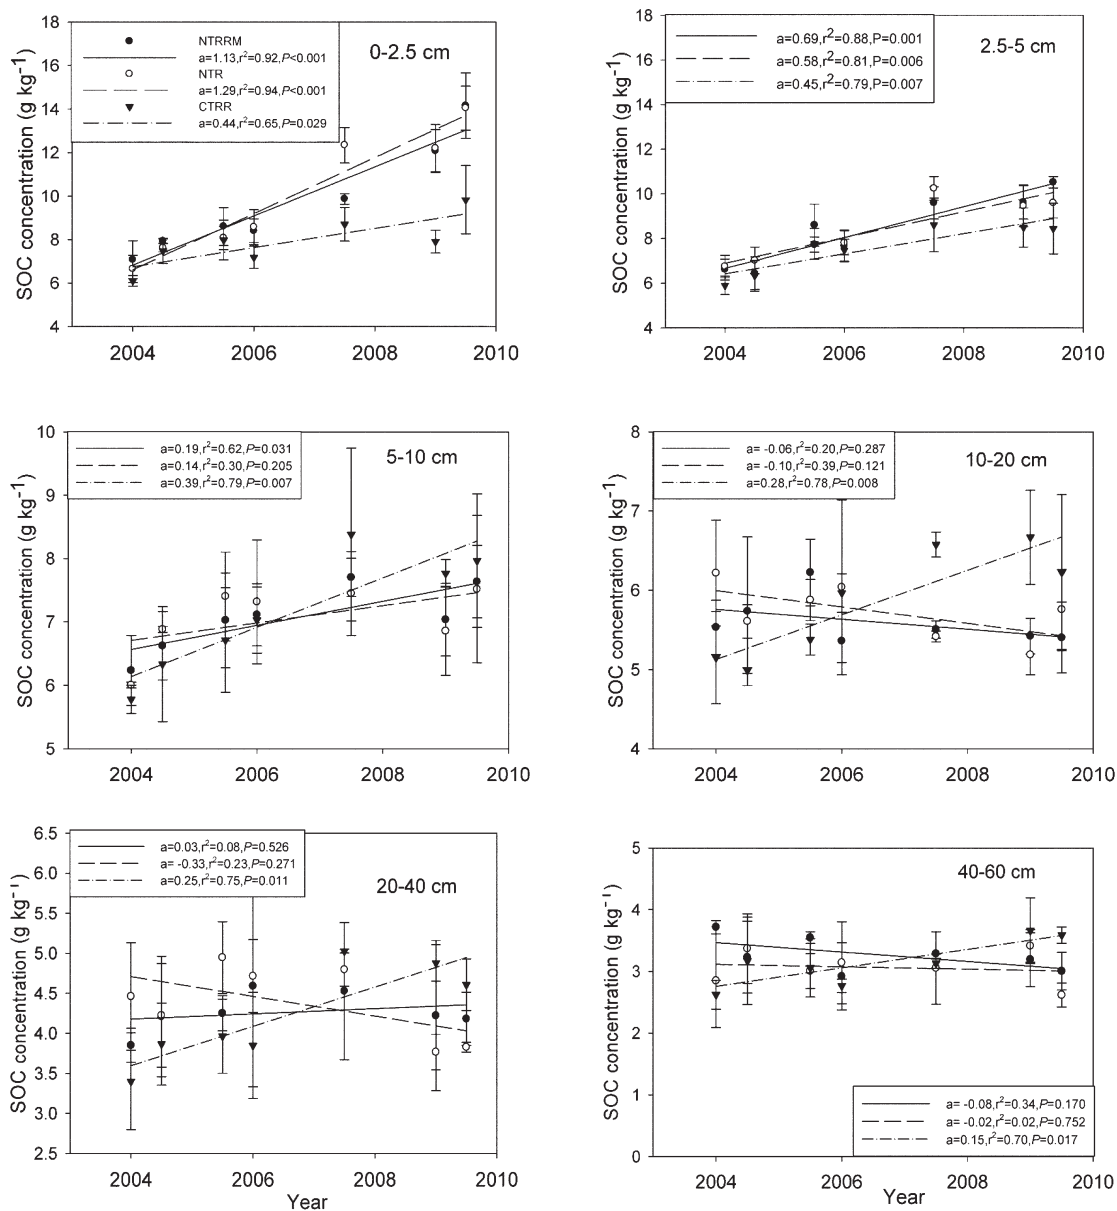 18
16
14
12
10
8
6
4
SOC concentration (g kg⁻¹)
NTRRM
a=1.13,r²=0.92,P<0.001
NTR
a=1.29,r²=0.94,P<0.001
CTRR
a=0.44,r²=0.65,P=0.029
0-2.5 cm
2004 2006 2008 2010
18
16
14
12
10
8
6
4
SOC concentration (g kg⁻¹)
a=0.69,r²=0.88,P=0.001
a=0.58,r²=0.81,P=0.006
a=0.45,r²=0.79,P=0.007
2.5-5 cm
2004 2006 2008 2010
10
9
8
7
6
5
SOC concentration (g kg⁻¹)
a=0.19,r²=0.62,P=0.031
a=0.14,r²=0.30,P=0.205
a=0.39,r²=0.79,P=0.007
5-10 cm
2004 2006 2008 2010
8
7
6
5
4
SOC concentration (g kg⁻¹)
a= -0.06,r²=0.20,P=0.287
a= -0.10,r²=0.39,P=0.121
a=0.28,r²=0.78,P=0.008
10-20 cm
2004 2006 2008 2010
6.5
6.0
5.5
5.0
4.5
4.0
3.5
3.0
2.5
SOC concentration (g kg⁻¹)
a=0.03,r²=0.08,P=0.526
a= -0.33,r²=0.23,P=0.271
a=0.25,r²=0.75,P=0.011
20-40 cm
2004 2006 2008 2010
Year
5
4
3
2
1
0
SOC concentration (g kg⁻¹)
40-60 cm
a= -0.08,r²=0.34,P=0.170
a= -0.02,r²=0.02,P=0.752
a=0.15,r²=0.70,P=0.017
2004 2006 2008 2010
Year